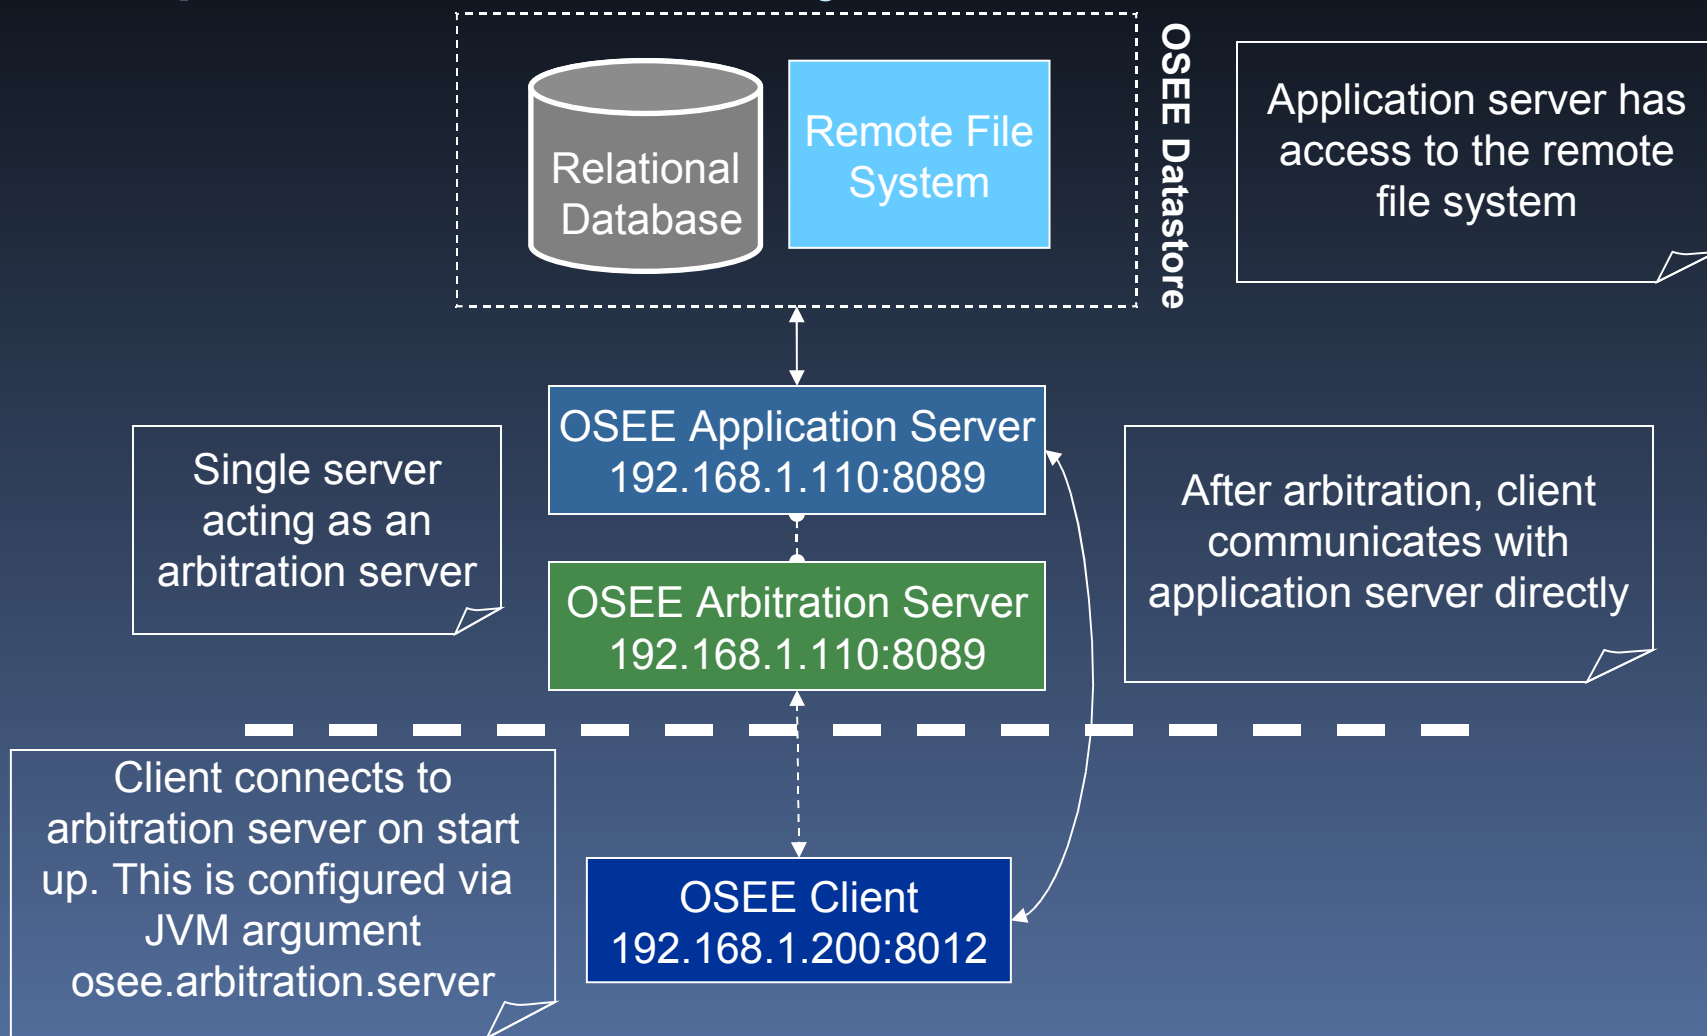 OSEE Datastore
Relational
Database
Remote File
System
Application server has
access to the remote
file system
OSEE Application Server
192.168.1.110:8089
Single server
acting as an
arbitration server
After arbitration, client
communicates with
application server directly
OSEE Arbitration Server
192.168.1.110:8089
Client connects to
arbitration server on start
up. This is configured via
JVM argument
osee.arbitration.server
OSEE Client
192.168.1.200:8012